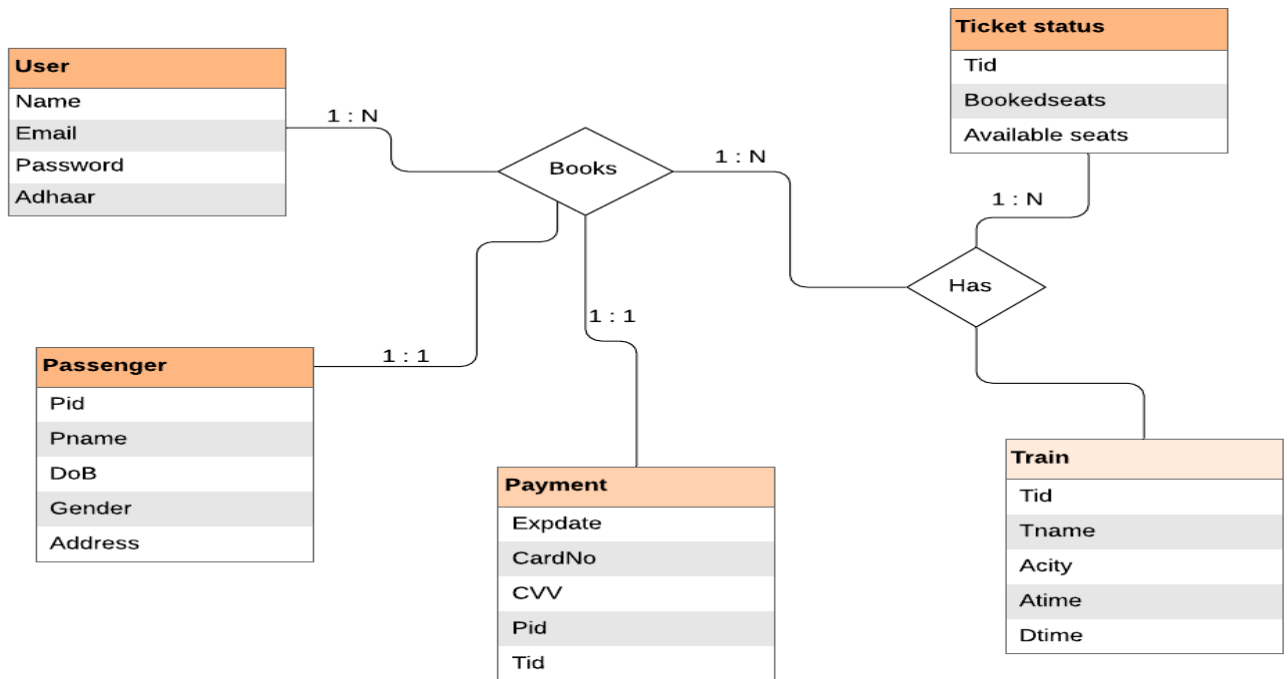 User
Name
Email
Password
Adhaar
1 : N
Books
1 : N
Ticket status
Tid
Bookedseats
Available seats
1 : N
Has
1 : 1
1 : 1
Passenger
Pid
Pname
DoB
Gender
Address
Payment
Expdate
CardNo
CVV
Pid
Tid
Train
Tid
Tname
Acity
Atime
Dtime